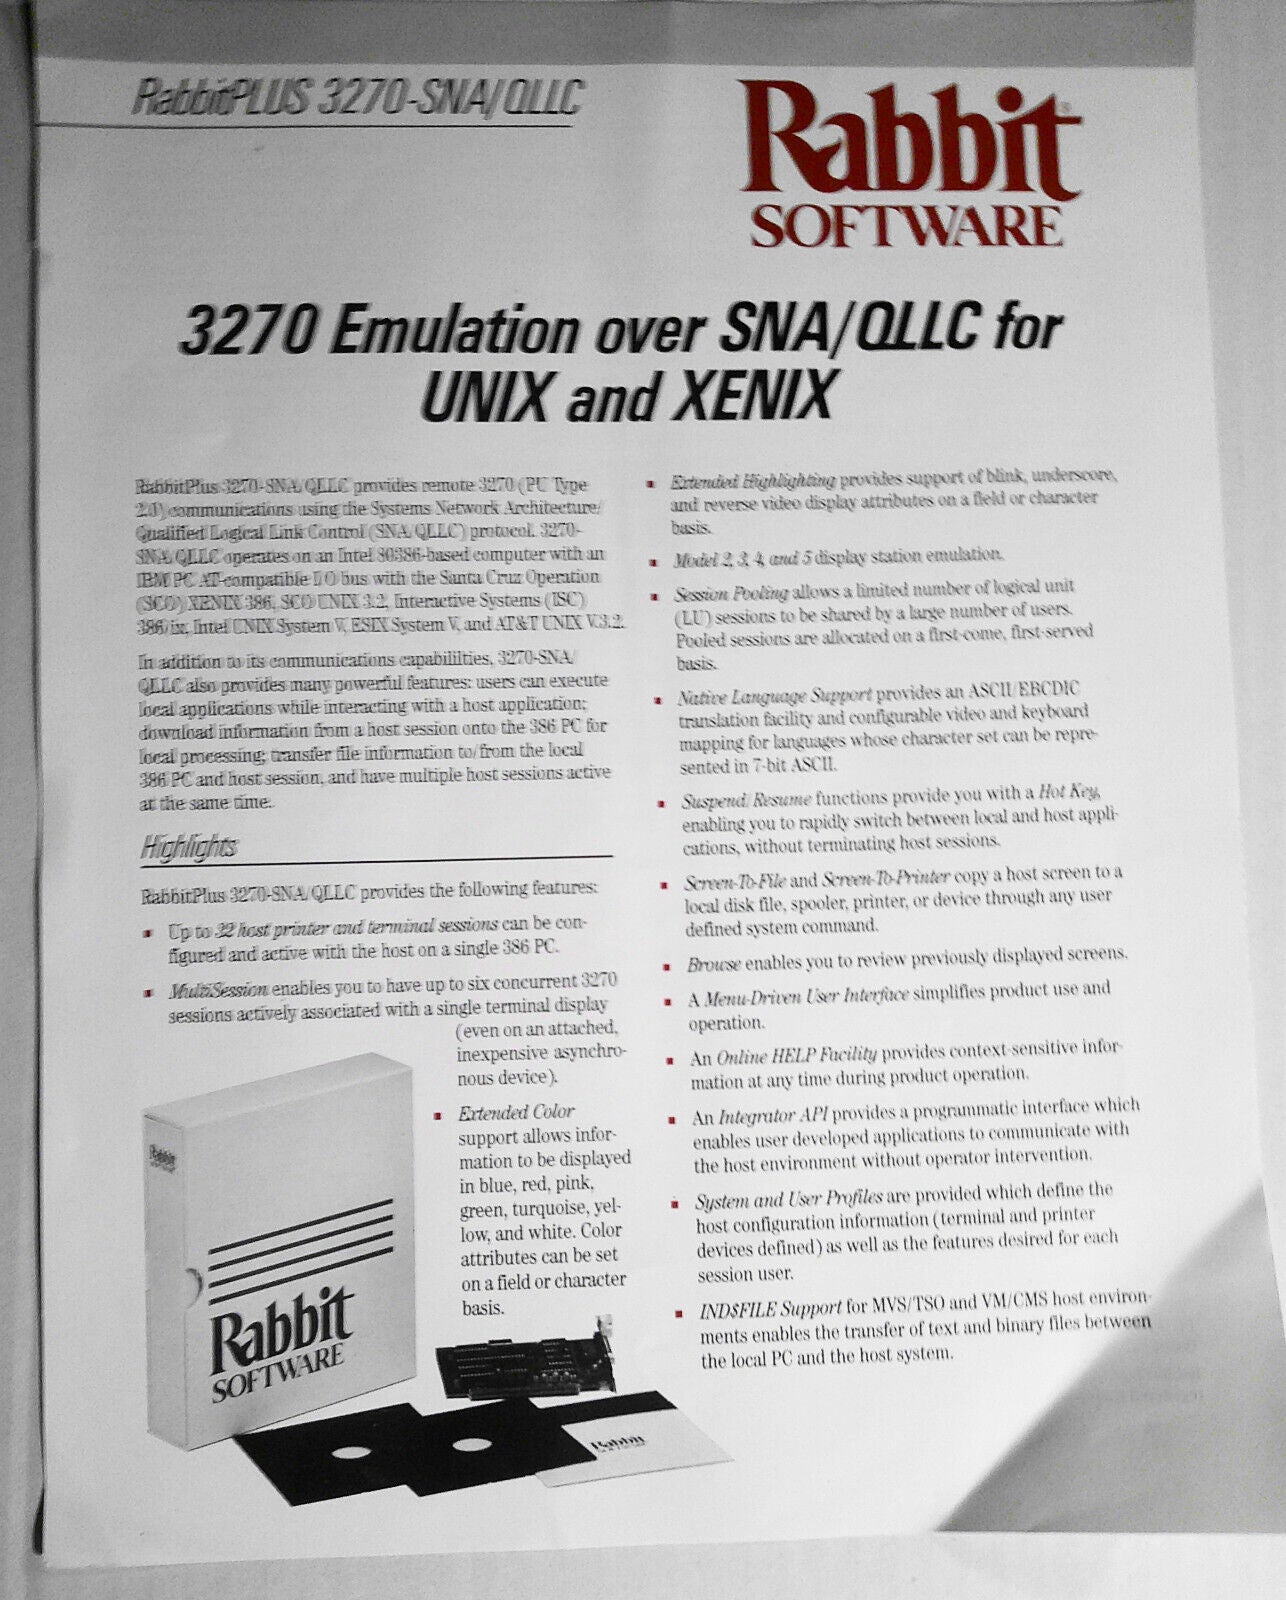 RabbitPLUS 3270-SNA/QLLC
Rabbit®
SOFTWARE
3270 Emulation over SNA/QLLC for
UNIX and XENIX
RabbitPlus 3270-SNA/QLLC provides remote 3270 (PU Type
2.0) communications using the Systems Network Architecture/
Qualified Logical Link Control (SNA/QLLC) protocol. 3270-
SNA/QLLC operates on an Intel 80386-based computer with an
IBM PC AT-compatible I/O bus with the Santa Cruz Operation
(SCO) XENIX 386, SCO UNIX 3.2, Interactive Systems (ISC)
386/ix, Intel UNIX System V, ESIX System V, and AT&T UNIX V.3.2.
In addition to its communications capabililties, 3270-SNA/
QLLC also provides many powerful features: users can execute
local applications while interacting with a host application;
download information from a host session onto the 386 PC for
local processing; transfer file information to/from the local
386 PC and host session, and have multiple host sessions active
at the same time.
Highlights
RabbitPlus 3270-SNA/QLLC provides the following features:
▪ Up to 32 host printer and terminal sessions can be con-
figured and active with the host on a single 386 PC.
▪ MultiSession enables you to have up to six concurrent 3270
sessions actively associated with a single terminal display
(even on an attached,
inexpensive asynchro-
nous device).
▪ Extended Color
support allows infor-
mation to be displayed
in blue, red, pink,
green, turquoise, yel-
low, and white. Color
attributes can be set
on a field or character
basis.
▪ Extended Highlighting provides support of blink, underscore,
and reverse video display attributes on a field or character
basis.
▪ Model 2, 3, 4, and 5 display station emulation.
▪ Session Pooling allows a limited number of logical unit
(LU) sessions to be shared by a large number of users.
Pooled sessions are allocated on a first-come, first-served
basis.
▪ Native Language Support provides an ASCII/EBCDIC
translation facility and configurable video and keyboard
mapping for languages whose character set can be repre-
sented in 7-bit ASCII.
▪ Suspend/Resume functions provide you with a Hot Key,
enabling you to rapidly switch between local and host appli-
cations, without terminating host sessions.
▪ Screen-To-File and Screen-To-Printer copy a host screen to a
local disk file, spooler, printer, or device through any user
defined system command.
▪ Browse enables you to review previously displayed screens.
▪ A Menu-Driven User Interface simplifies product use and
operation.
▪ An Online HELP Facility provides context-sensitive infor-
mation at any time during product operation.
▪ An Integrator API provides a programmatic interface which
enables user developed applications to communicate with
the host environment without operator intervention.
▪ System and User Profiles are provided which define the
host configuration information (terminal and printer
devices defined) as well as the features desired for each
session user.
▪ IND$FILE Support for MVS/TSO and VM/CMS host environ-
ments enables the transfer of text and binary files between
the local PC and the host system.
Rabbit
SOFTWARE
Rabbit
SOFTWARE
Rabbit